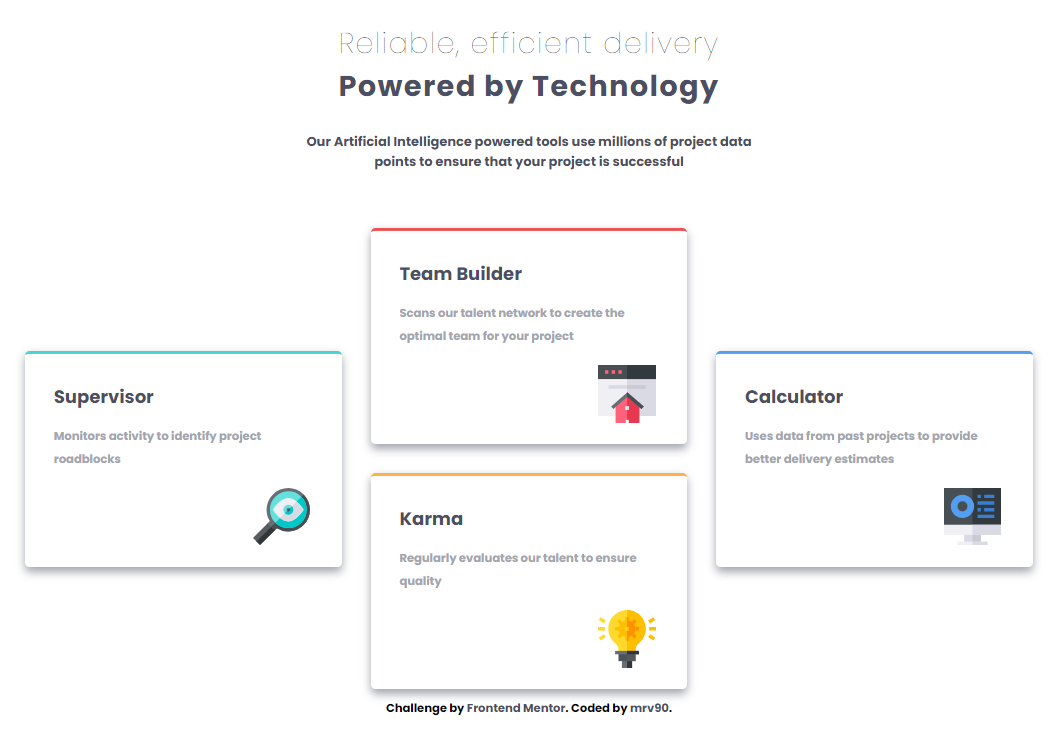 Reliable, efficient delivery
Powered by Technology
Our Artificial Intelligence powered tools use millions of project data
points to ensure that your project is successful
Supervisor
Monitors activity to identify project
roadblocks
Team Builder
Scans our talent network to create the
optimal team for your project
Karma
Regularly evaluates our talent to ensure
quality
Calculator
Uses data from past projects to provide
better delivery estimates
Challenge by Frontend Mentor. Coded by mrv90.